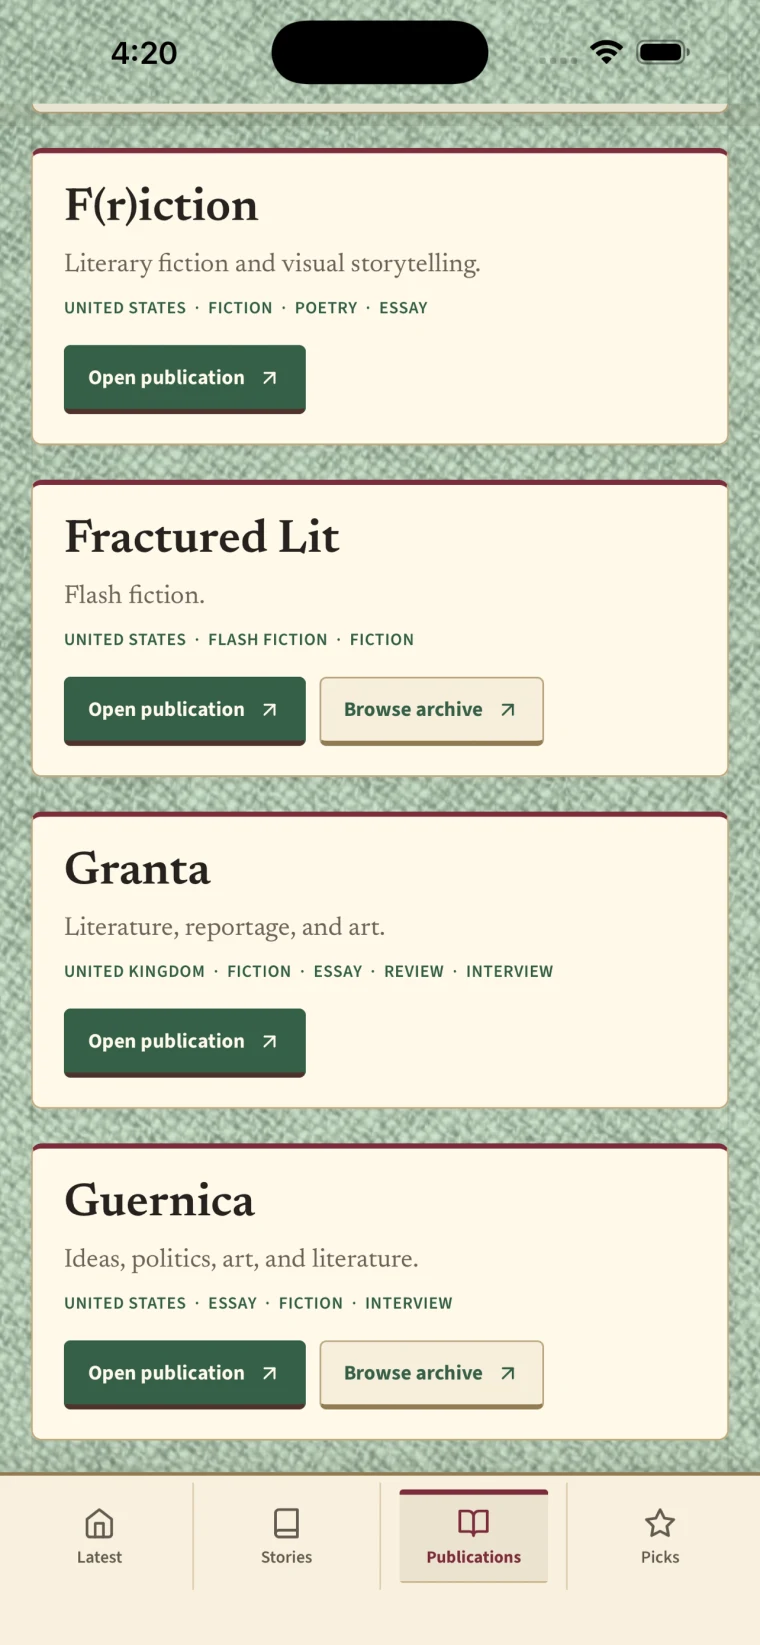 4:20
F(r)iction
Literary fiction and visual storytelling.
UNITED STATES · FICTION · POETRY · ESSAY
Open publication
Fractured Lit
Flash fiction.
UNITED STATES · FLASH FICTION · FICTION
Open publication Browse archive
Granta
Literature, reportage, and art.
UNITED KINGDOM · FICTION · ESSAY · REVIEW · INTERVIEW
Open publication
Guernica
Ideas, politics, art, and literature.
UNITED STATES · ESSAY · FICTION · INTERVIEW
Open publication Browse archive
Latest Stories Publications Picks